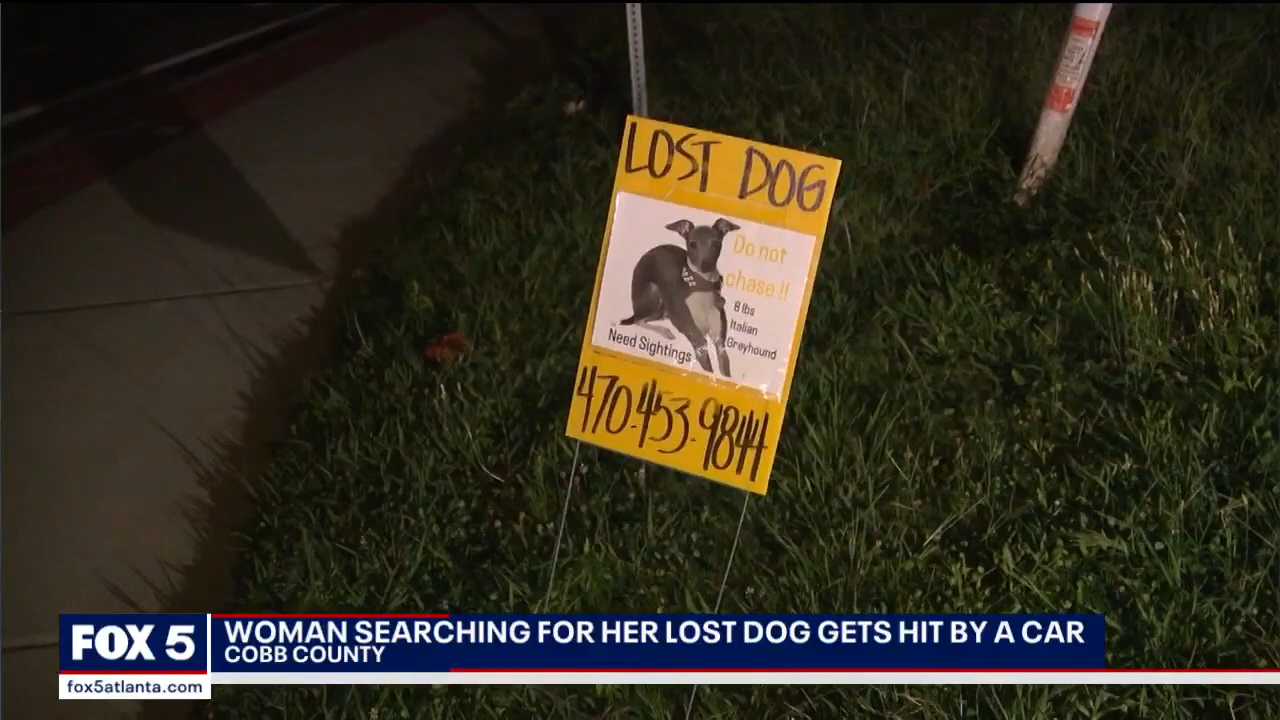 LOST DOG
Do not
chase !!
8 lbs
Italian
Greyhound
Need Sightings
470-453-9844
FOX 5
fox5atlanta.com
WOMAN SEARCHING FOR HER LOST DOG GETS HIT BY A CAR
COBB COUNTY